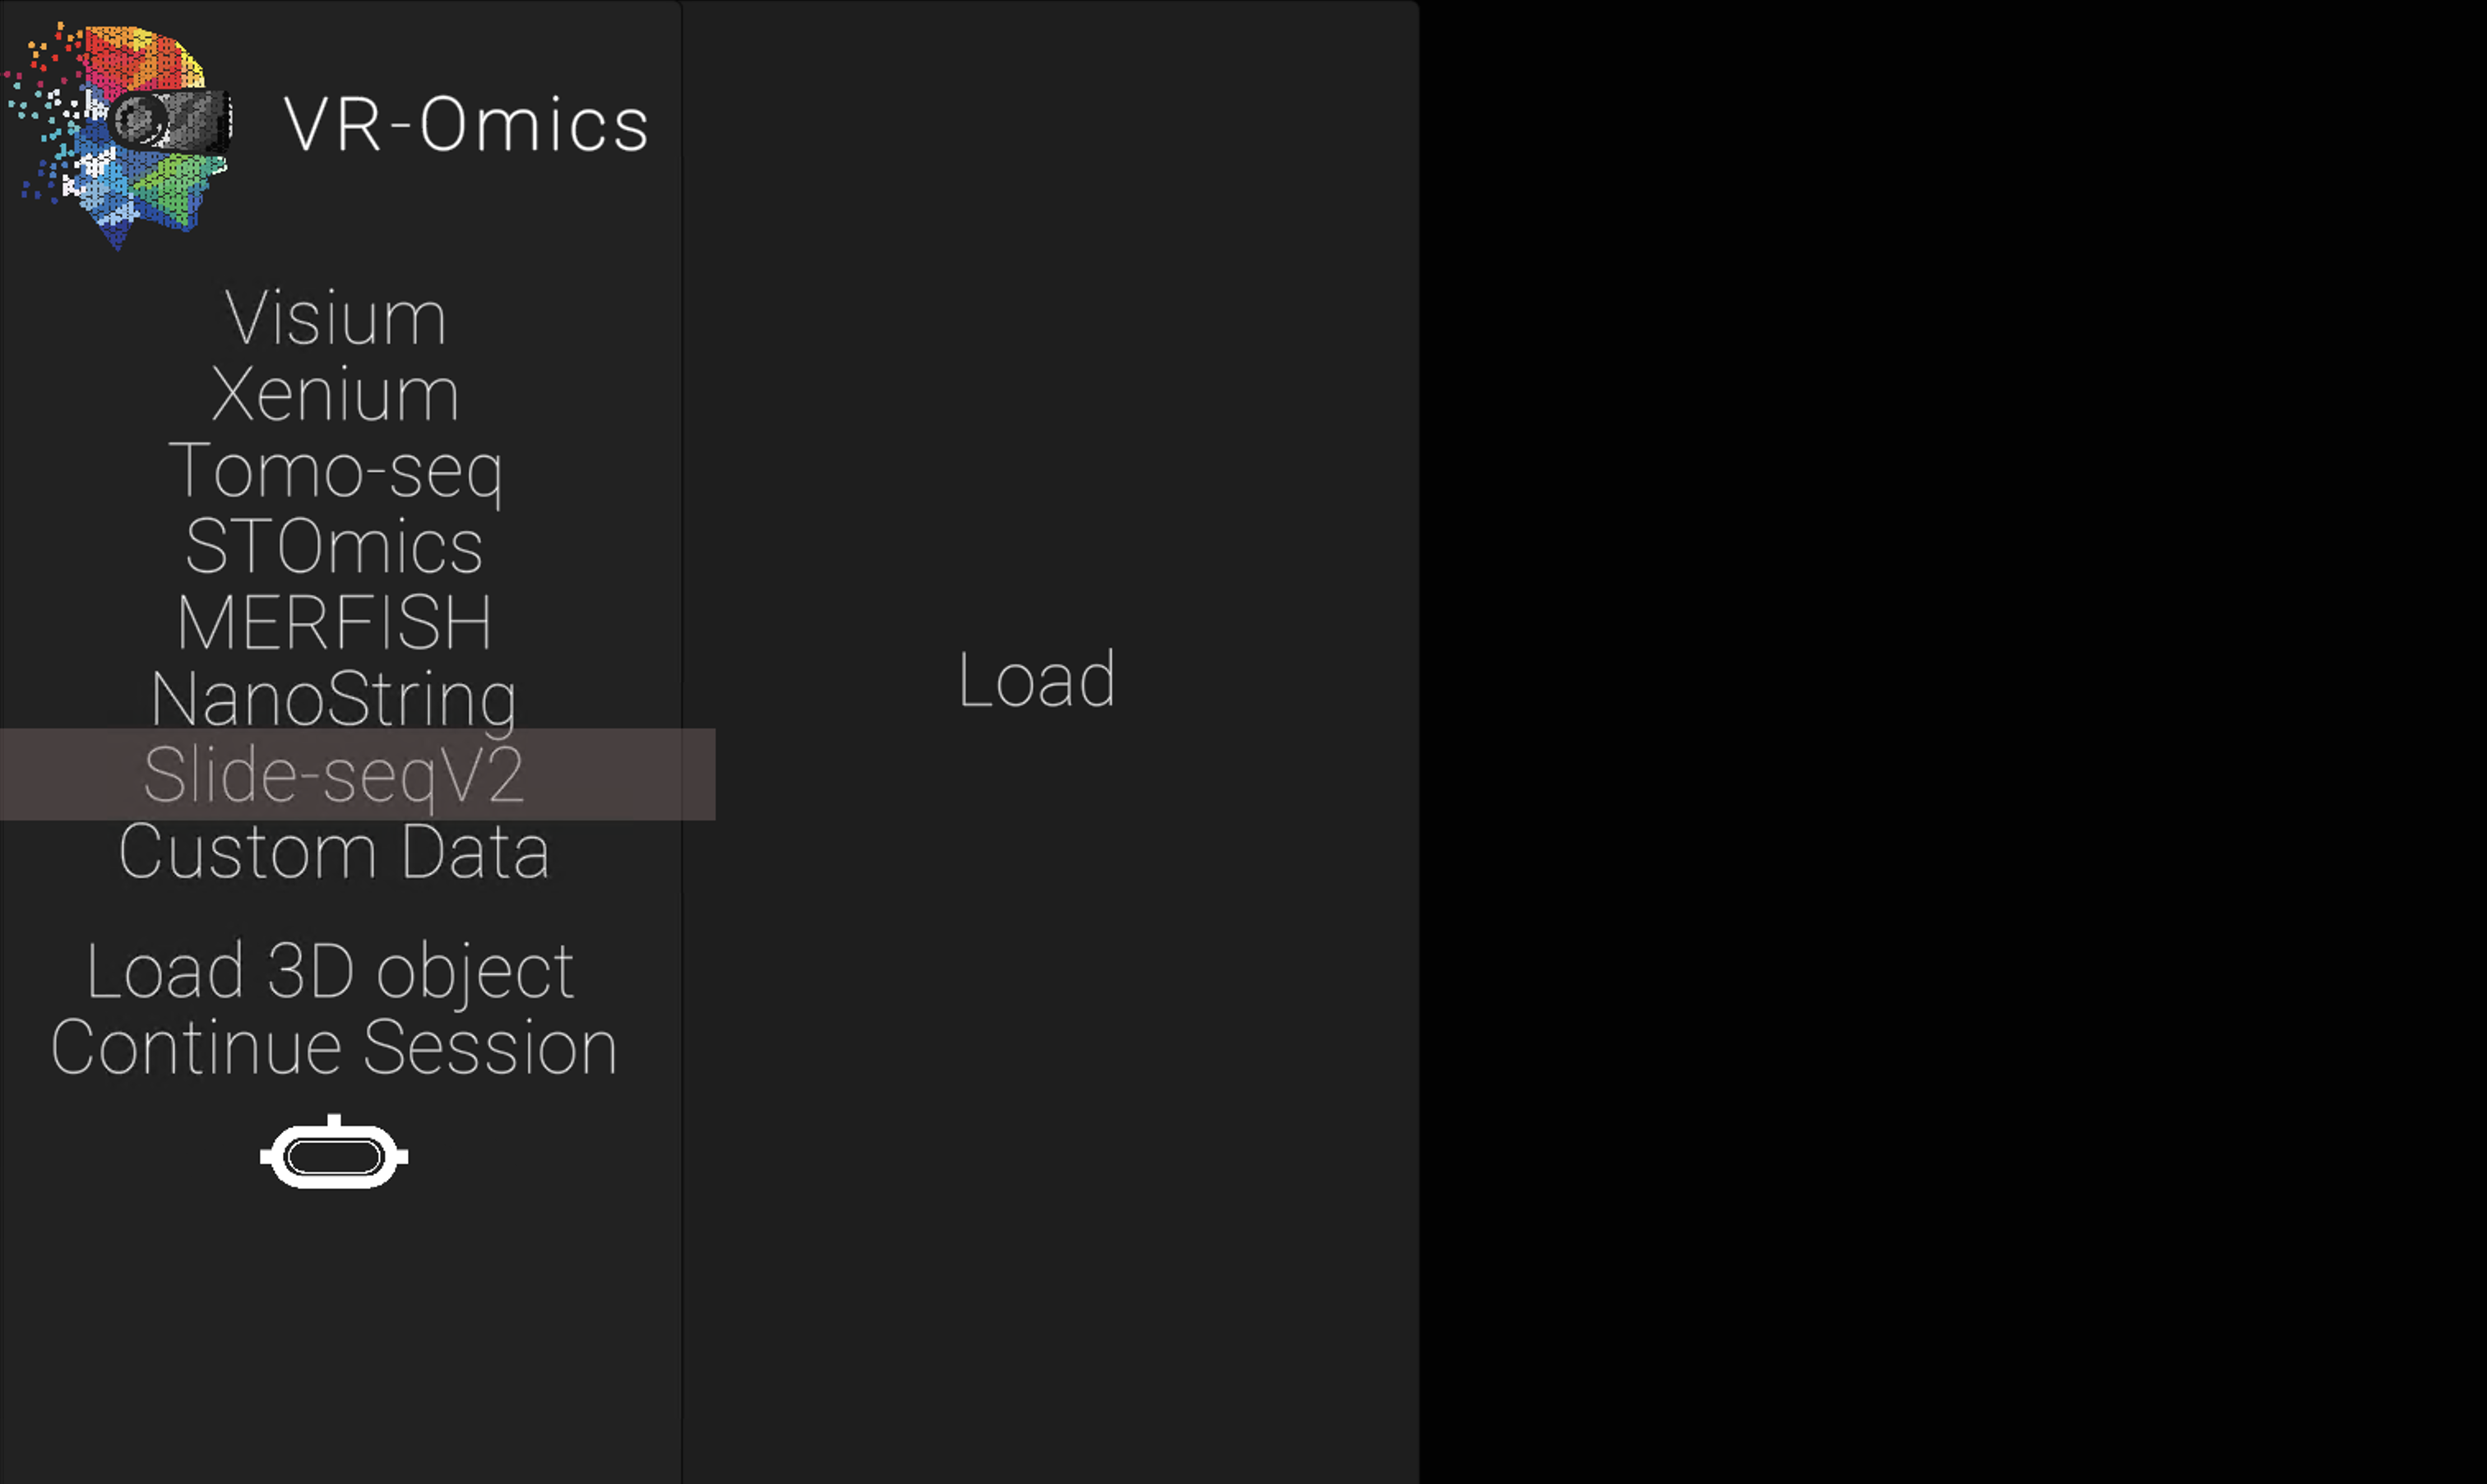 VR-Omics
Visium
Xenium
Tomo-seq
STOmics
MERFISH
NanoString
Slide-seqV2
Custom Data
Load 3D object
Continue Session
Load